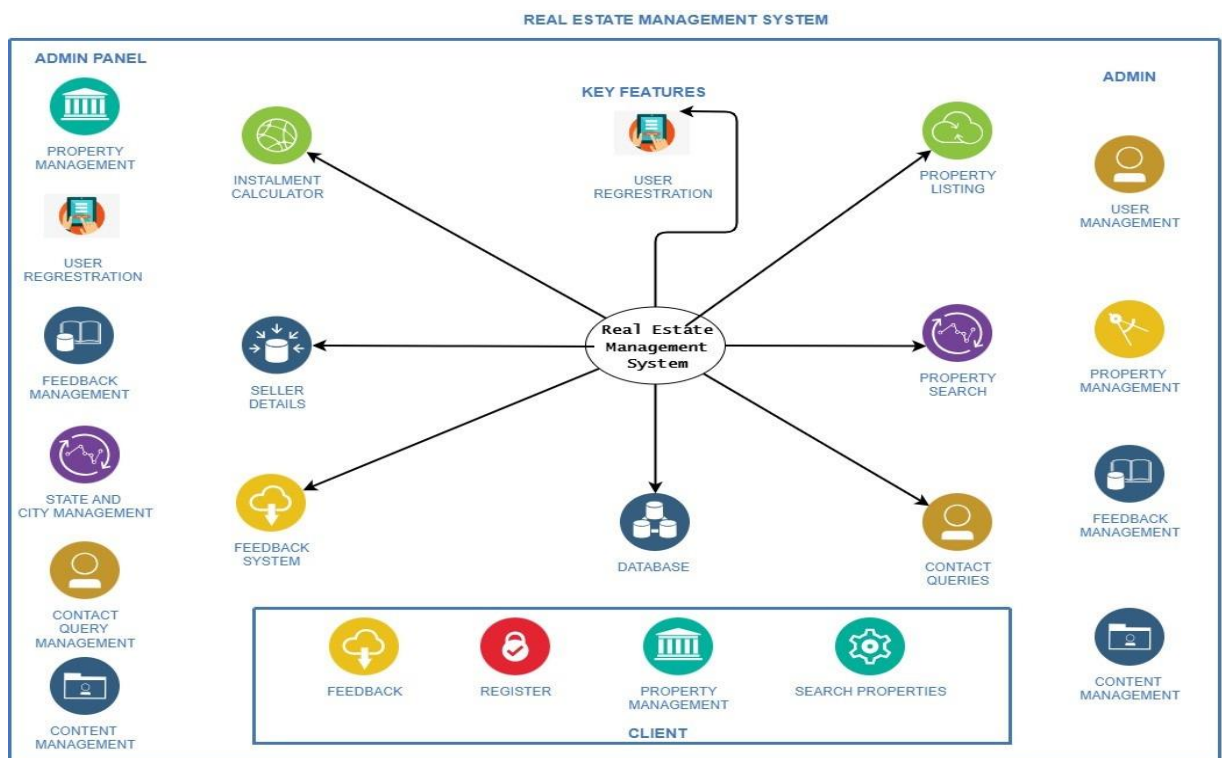 REAL ESTATE MANAGEMENT SYSTEM
ADMIN PANEL
PROPERTY
MANAGEMENT
USER
REGRESTRATION
FEEDBACK
MANAGEMENT
STATE AND
CITY MANAGEMENT
CONTACT
QUERY
MANAGEMENT
CONTENT
MANAGEMENT
KEY FEATURES
INSTALMENT
CALCULATOR
USER
REGRESTRATION
PROPERTY
LISTING
SELLER
DETAILS
Real Estate
Management
System
PROPERTY
SEARCH
FEEDBACK
SYSTEM
DATABASE
CONTACT
QUERIES
FEEDBACK
REGISTER
PROPERTY
MANAGEMENT
SEARCH PROPERTIES
CLIENT
ADMIN
USER
MANAGEMENT
PROPERTY
MANAGEMENT
FEEDBACK
MANAGEMENT
CONTENT
MANAGEMENT